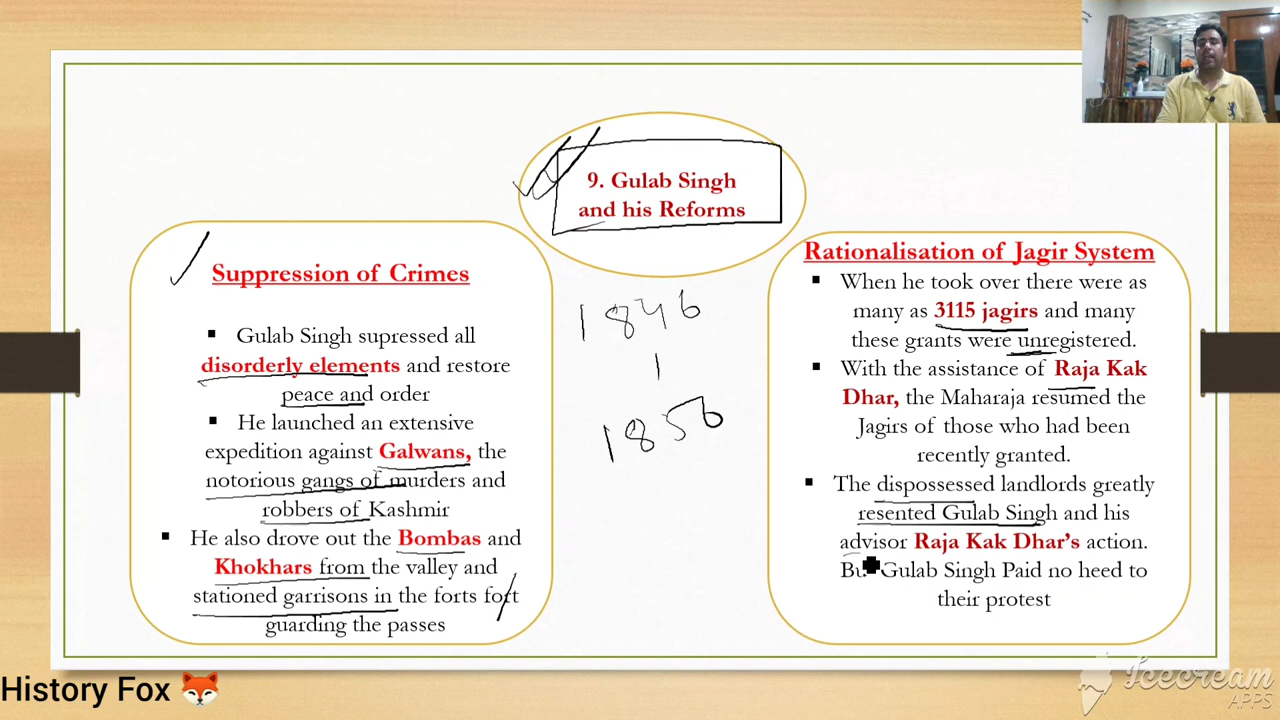 9. Gulab Singh
and his Reforms
Suppression of Crimes
▪ Gulab Singh supressed all
disorderly elements and restore
peace and order
▪ He launched an extensive
expedition against Galwans, the
notorious gangs of murders and
robbers of Kashmir
▪ He also drove out the Bombas and
Khokhars from the valley and
stationed garrisons in the forts fort
guarding the passes
1846
1
1856
Rationalisation of Jagir System
▪ When he took over there were as
many as 3115 jagirs and many
these grants were unregistered.
▪ With the assistance of Raja Kak
Dhar, the Maharaja resumed the
Jagirs of those who had been
recently granted.
▪ The dispossessed landlords greatly
resented Gulab Singh and his
advisor Raja Kak Dhar's action.
Gulab Singh Paid no heed to
their protest
History Fox
Icecream
APPS